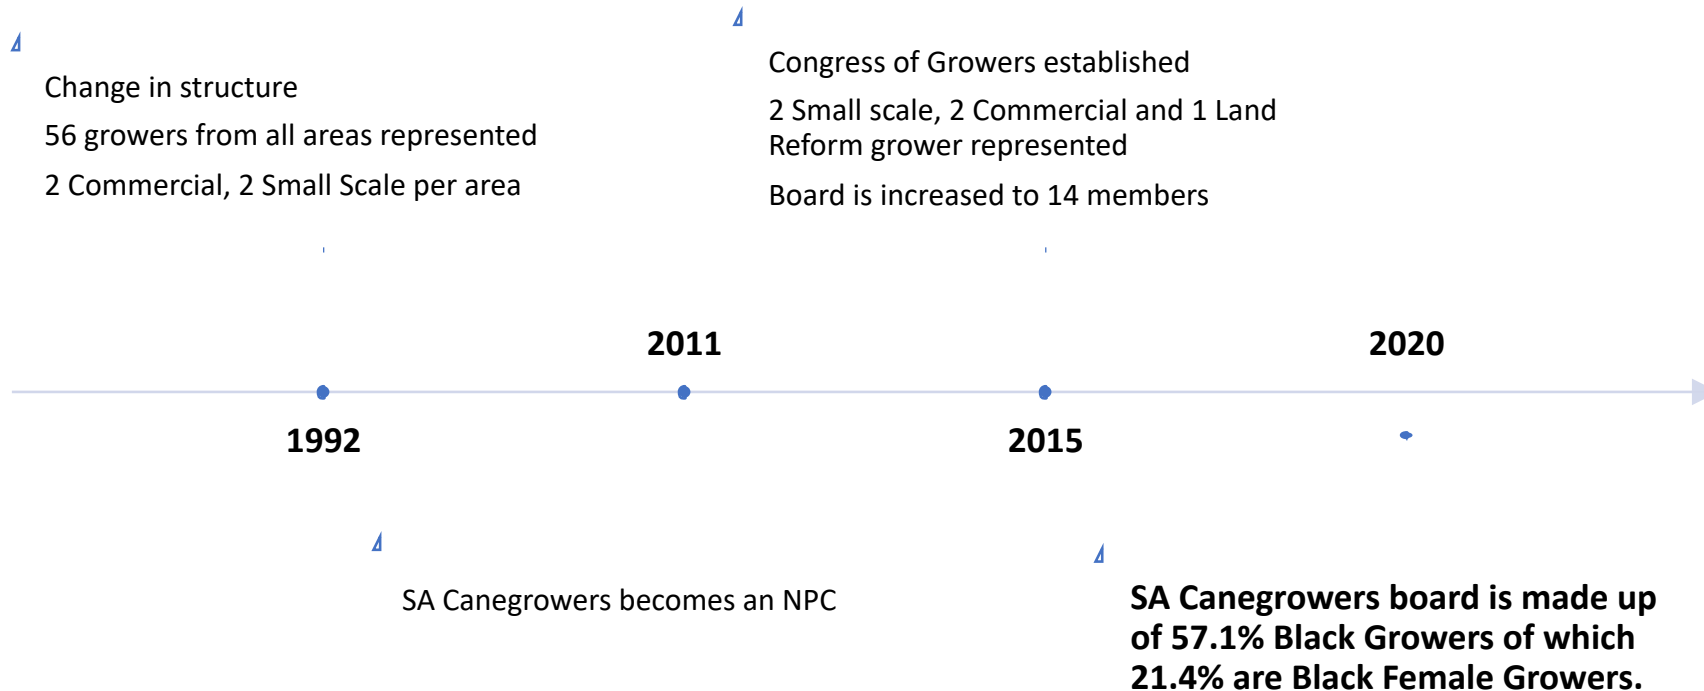 Change in structure
56 growers from all areas represented
2 Commercial, 2 Small Scale per area
Congress of Growers established
2 Small scale, 2 Commercial and 1 Land
Reform grower represented
Board is increased to 14 members
2011
2020
1992
2015
SA Canegrowers becomes an NPC
SA Canegrowers board is made up
of 57.1% Black Growers of which
21.4% are Black Female Growers.